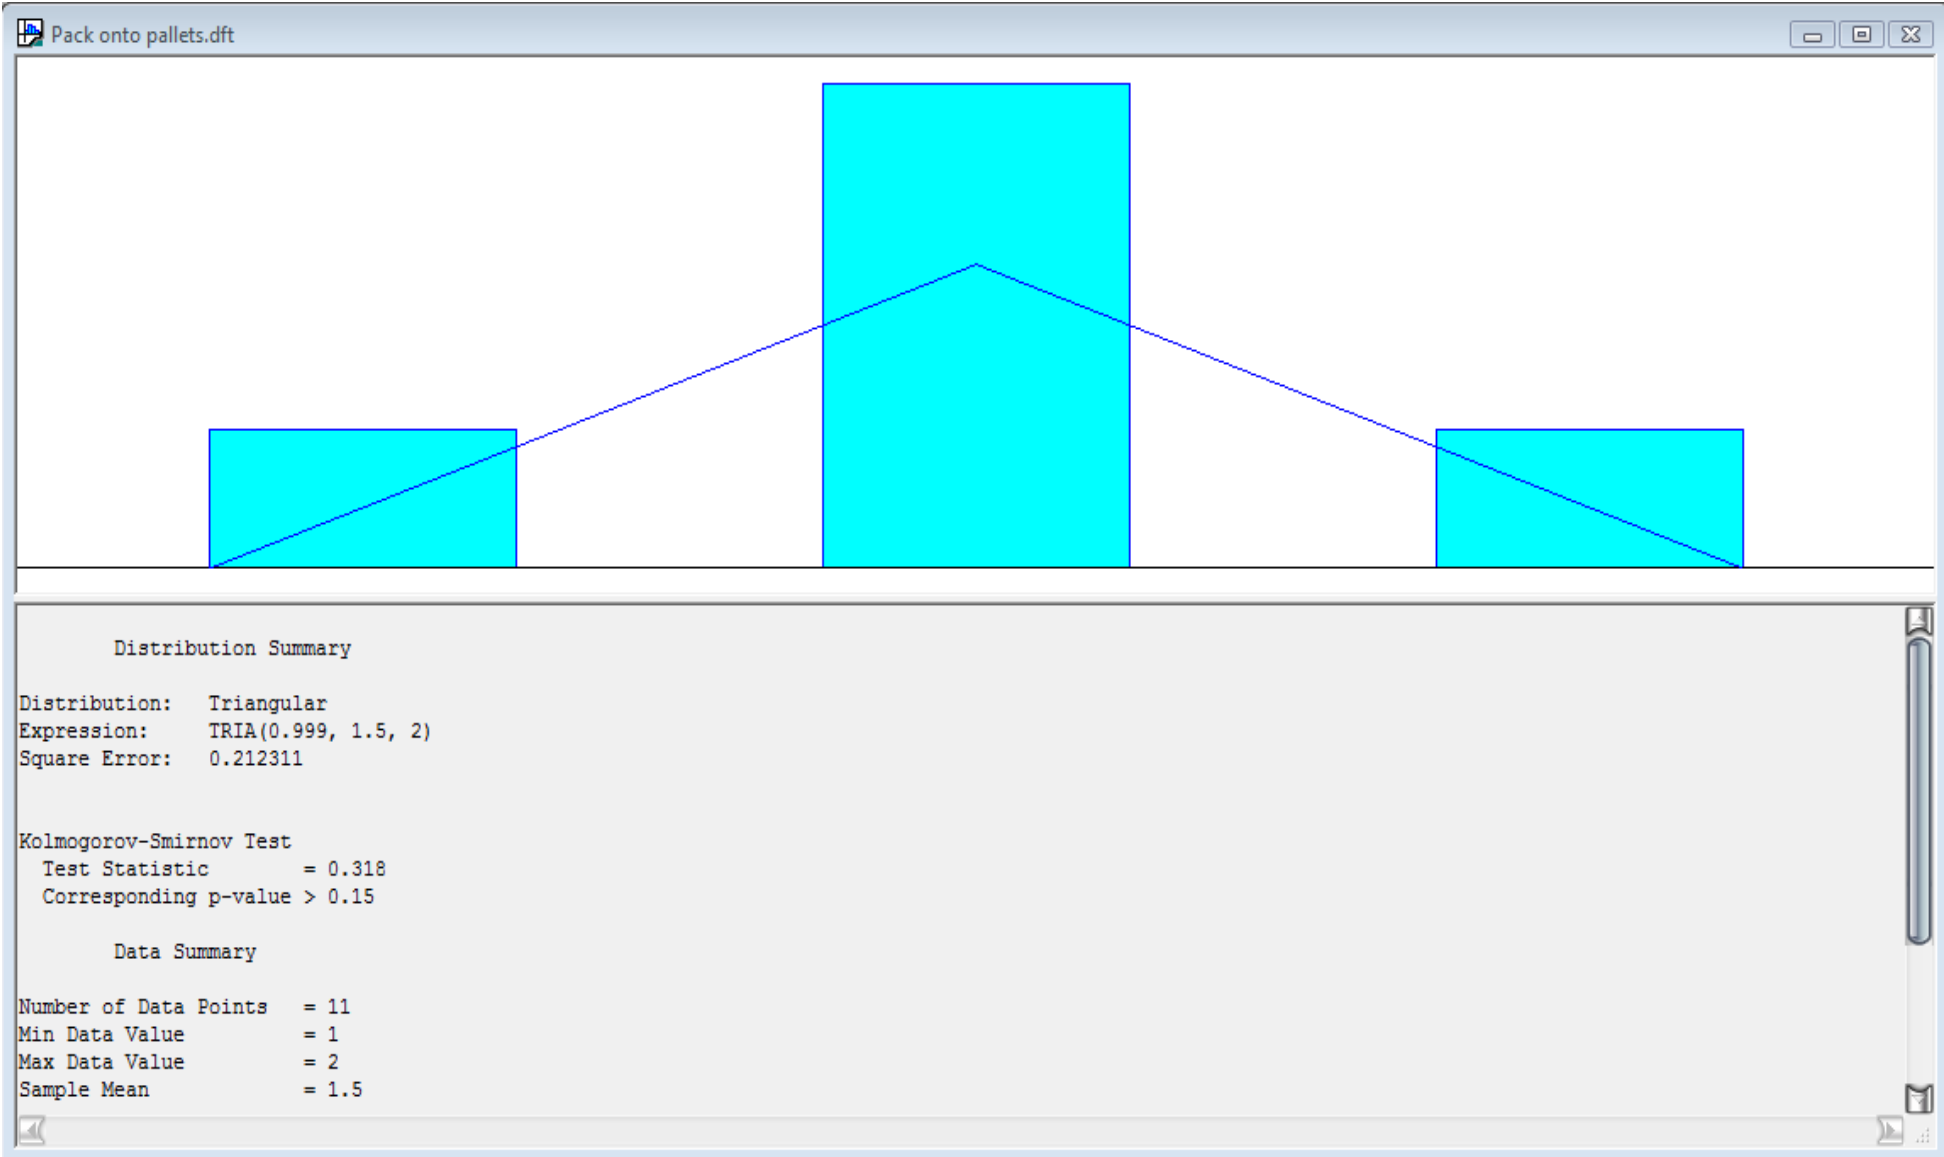 Pack onto pallets.dft
Distribution Summary
Distribution: Triangular
Expression: TRIA(0.999, 1.5, 2)
Square Error: 0.212311
Kolmogorov-Smirnov Test
Test Statistic = 0.318
Corresponding p-value > 0.15
Data Summary
Number of Data Points = 11
Min Data Value = 1
Max Data Value = 2
Sample Mean = 1.5